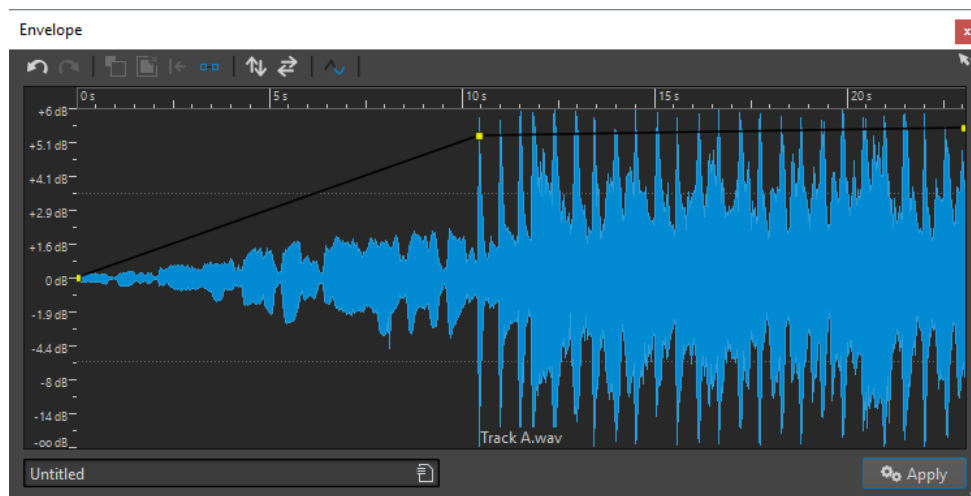 Envelope
x
0 s
5 s
10 s
15 s
20 s
+6 dB
+5.1 dB
+4.1 dB
+2.9 dB
+1.6 dB
0 dB
-1.9 dB
-4.4 dB
-8 dB
-14 dB
-oo dB
Track A.wav
Untitled
Apply